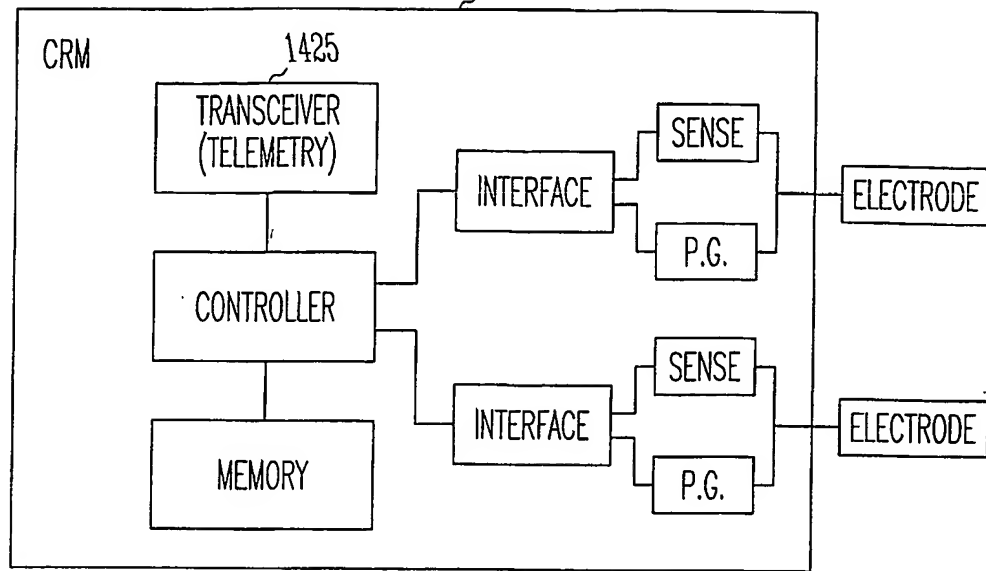 CRM
1425
TRANSCEIVER
(TELEMETRY)
SENSE
INTERFACE
ELECTRODE
P.G.
CONTROLLER
SENSE
INTERFACE
ELECTRODE
P.G.
MEMORY